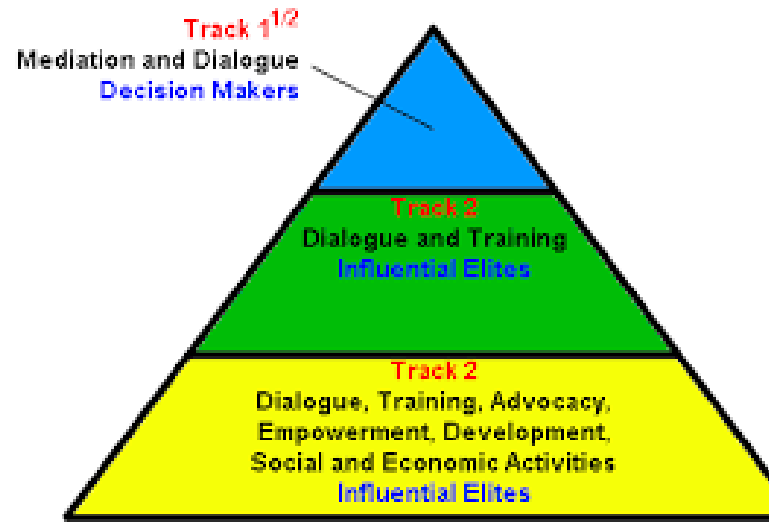 Track 1 1/2
Mediation and Dialogue
Decision Makers
Track 2
Dialogue and Training
Influential Elites
Track 2
Dialogue, Training, Advocacy,
Empowerment, Development,
Social and Economic Activities
Influential Elites